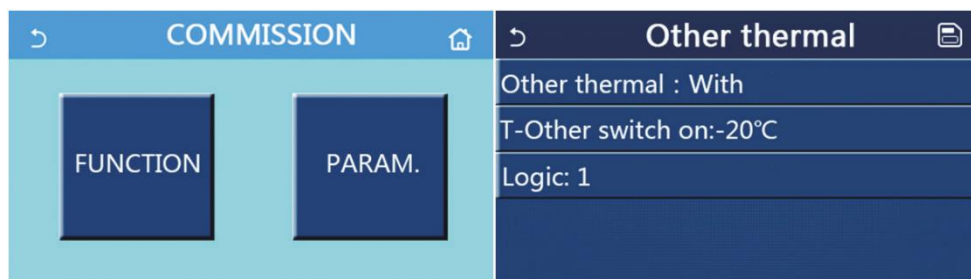 COMMISSION
FUNCTION
PARAM.
Other thermal
Other thermal : With
T-Other switch on:-20℃
Logic: 1